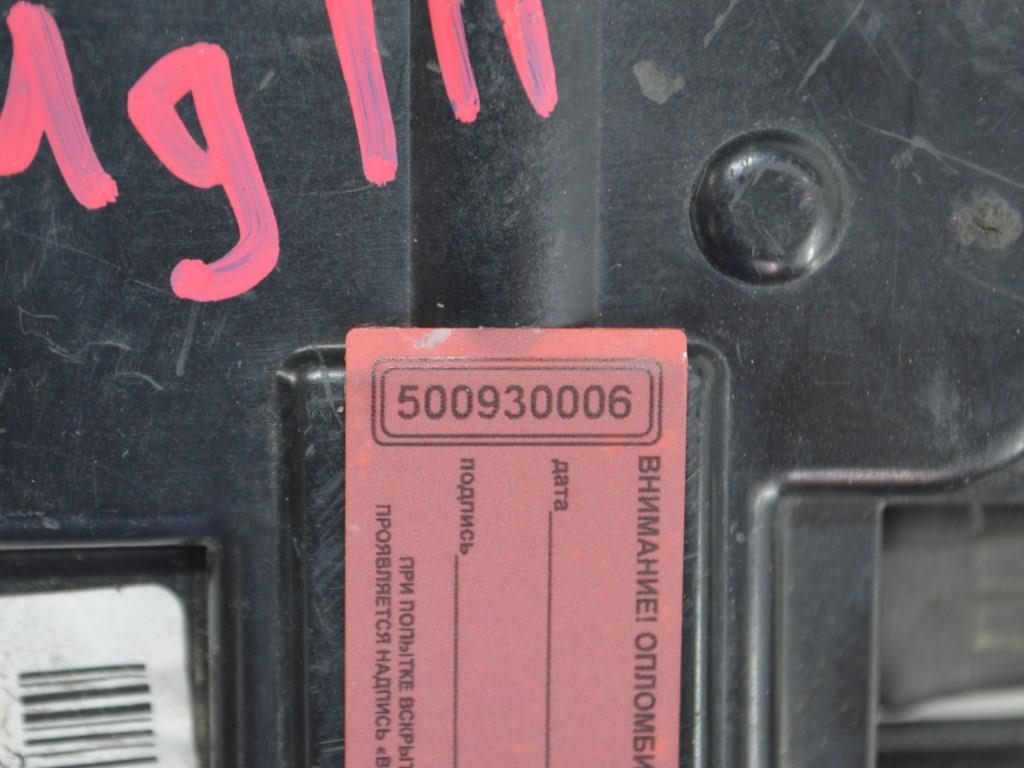 500930006
ВНИМАНИЕ! ОПЛОМБИ
дата
подпись
ПРИ ПОПЫТКЕ ВСКРЫТ
ПРОЯВЛЯЕТСЯ НАДПИСЬ «В